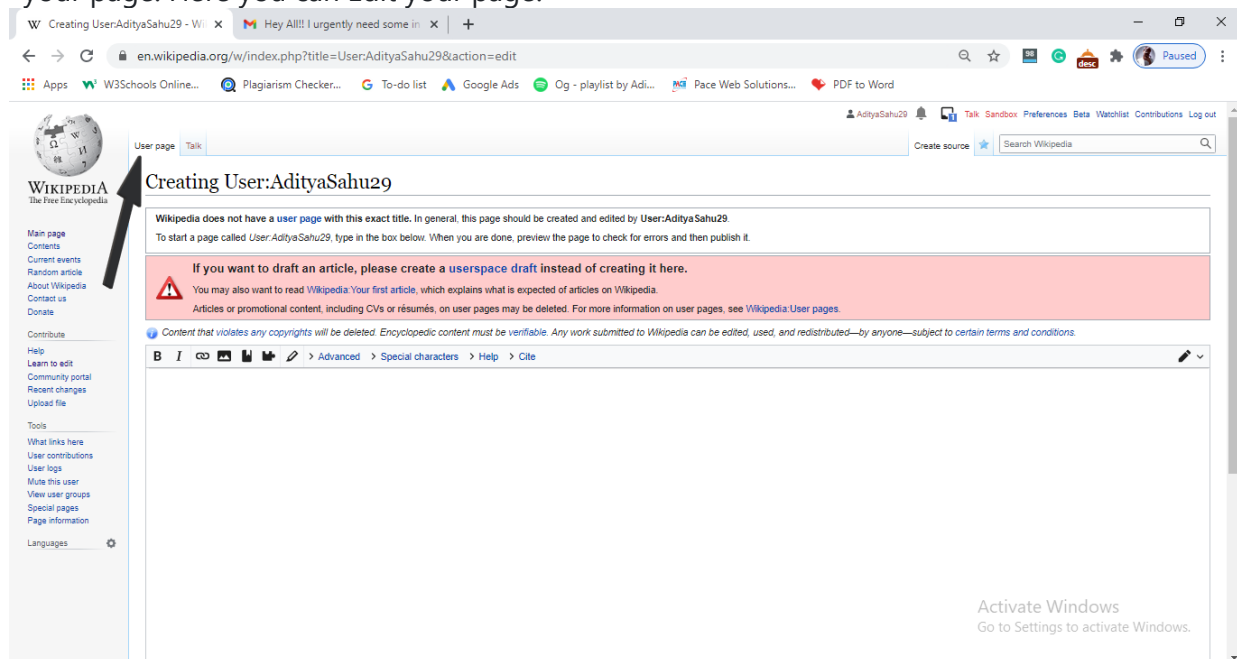 your page. Here you can Edit your page.
Creating User:AdityaSahu29 - Wi
Hey All!! I urgently need some in
en.wikipedia.org/w/index.php?title=User:AdityaSahu29&action=edit
98
desc
Paused
Apps
W3Schools Online...
Plagiarism Checker...
To-do list
Google Ads
Og - playlist by Adi...
Pace Web Solutions...
PDF to Word
AdityaSahu29
1
Talk Sandbox Preferences Beta Watchlist Contributions Log out
User page Talk
Create source
Search Wikipedia
WIKIPEDIA
The Free Encyclopedia
Creating User:AdityaSahu29
Wikipedia does not have a user page with this exact title. In general, this page should be created and edited by User:AdityaSahu29.
To start a page called User:AdityaSahu29, type in the box below. When you are done, preview the page to check for errors and then publish it.
If you want to draft an article, please create a userspace draft instead of creating it here.
You may also want to read Wikipedia:Your first article, which explains what is expected of articles on Wikipedia.
Articles or promotional content, including CVs or résumés, on user pages may be deleted. For more information on user pages, see Wikipedia:User pages.
Content that violates any copyrights will be deleted. Encyclopedic content must be verifiable. Any work submitted to Wikipedia can be edited, used, and redistributed—by anyone—subject to certain terms and conditions.
B I > Advanced > Special characters > Help > Cite
Main page
Contents
Current events
Random article
About Wikipedia
Contact us
Donate
Contribute
Help
Learn to edit
Community portal
Recent changes
Upload file
Tools
What links here
User contributions
User logs
Mute this user
View user groups
Special pages
Page information
Languages
Activate Windows
Go to Settings to activate Windows.